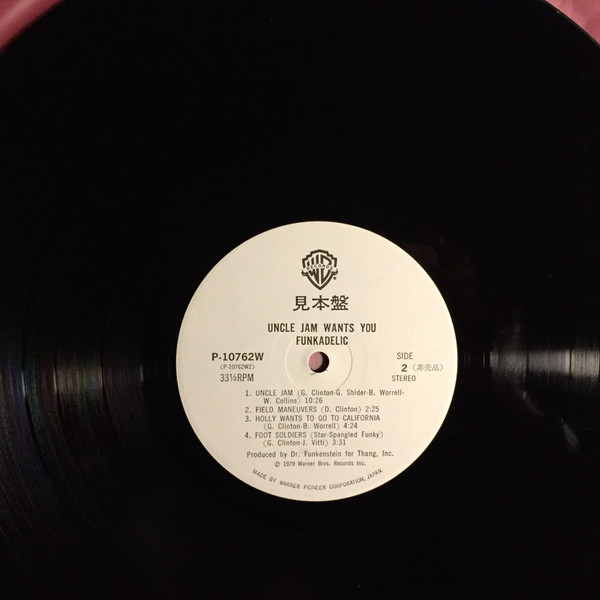 RECORDS
見本盤
UNCLE JAM WANTS YOU
FUNKADELIC
P-10762W
(P-10762W2)
33⅓RPM
SIDE
2 (非売品)
STEREO
1. UNCLE JAM (G. Clinton-G. Shider-B. Worrell-
W. Collins) 10:26
2. FIELD MANEUVERS (D. Clinton) 2:25
3. HOLLY WANTS TO GO TO CALIFORNIA
(G. Clinton-B. Worrell) 4:24
4. FOOT SOLDIERS (Star-Spangled Funky)
(G. Clinton-J. Vitti) 3:31
Produced by Dr. Funkenstein for Thang, Inc.
℗ 1979 Warner Bros. Records Inc.
MADE BY WARNER PIONEER CORPORATION, JAPAN